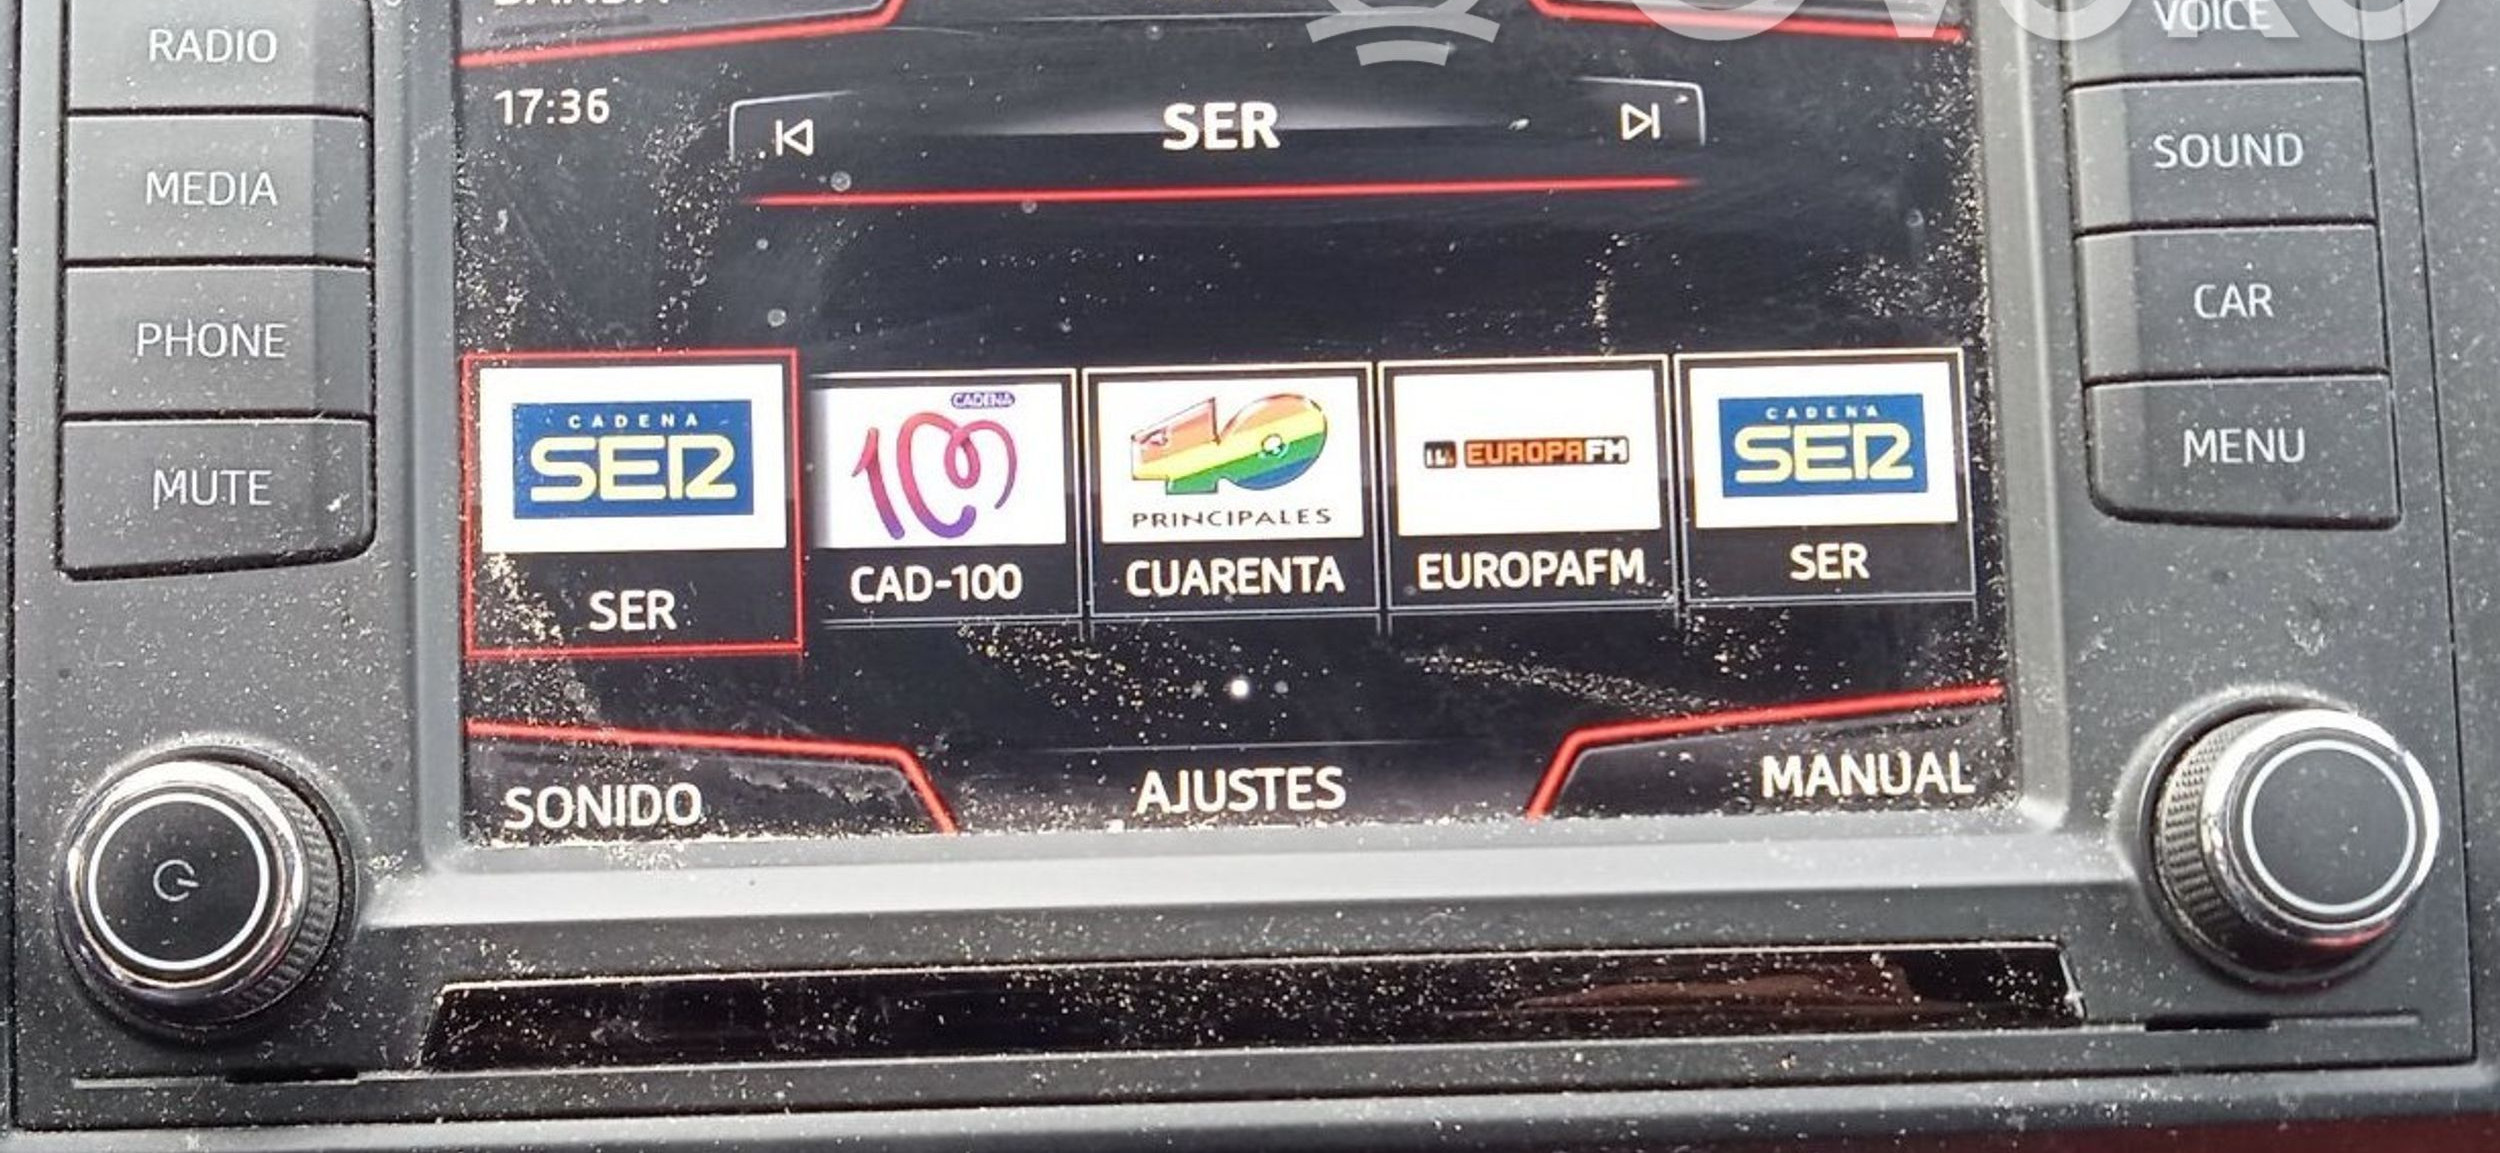 RADIO
MEDIA
PHONE
MUTE
17:36
SER
CADENA
SER
SER
CADENA
100
CAD-100
40
PRINCIPALES
CUARENTA
EUROPAFM
EUROPAFM
CADENA
SER
SER
SONIDO
AJUSTES
MANUAL
VOICE
SOUND
CAR
MENU